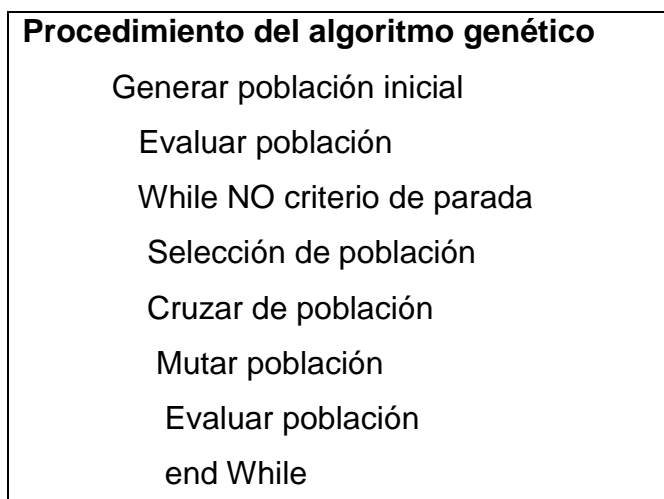 Procedimiento del algoritmo genético
Generar población inicial
Evaluar población
While NO criterio de parada
Selección de población
Cruzar de población
Mutar población
Evaluar población
end While